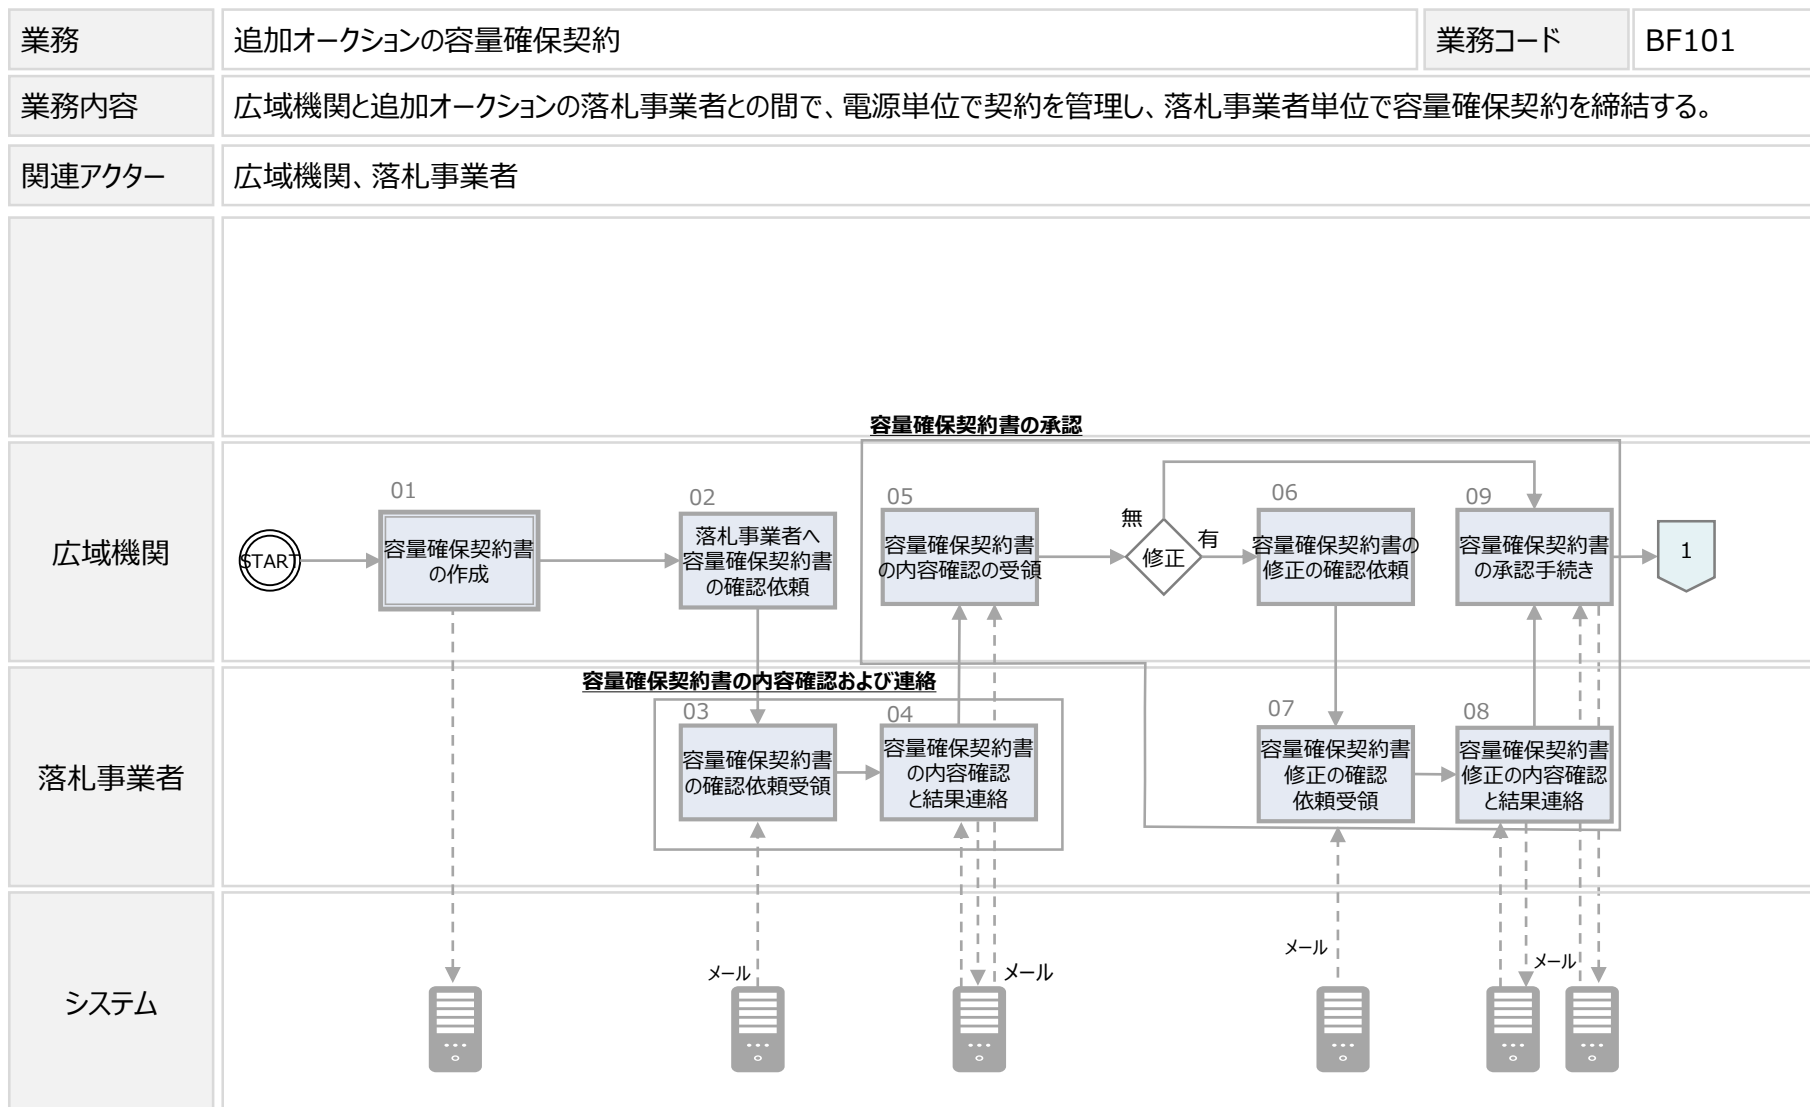 業務
追加オークションの容量確保契約
業務コード
BF101
業務内容
広域機関と追加オークションの落札事業者との間で、電源単位で契約を管理し、落札事業者単位で容量確保契約を締結する。
関連アクター
広域機関、落札事業者
容量確保契約書の承認
広域機関
START
01
容量確保契約書
の作成
02
落札事業者へ
容量確保契約書
の確認依頼
05
容量確保契約書
の内容確認の受領
無
修正
有
06
容量確保契約書の
修正の確認依頼
09
容量確保契約書
の承認手続き
1
落札事業者
容量確保契約書の内容確認および連絡
03
容量確保契約書
の確認依頼受領
04
容量確保契約書
の内容確認
と結果連絡
07
容量確保契約書
修正の確認
依頼受領
08
容量確保契約書
修正の内容確認
と結果連絡
システム
メール
メール
メール
メール